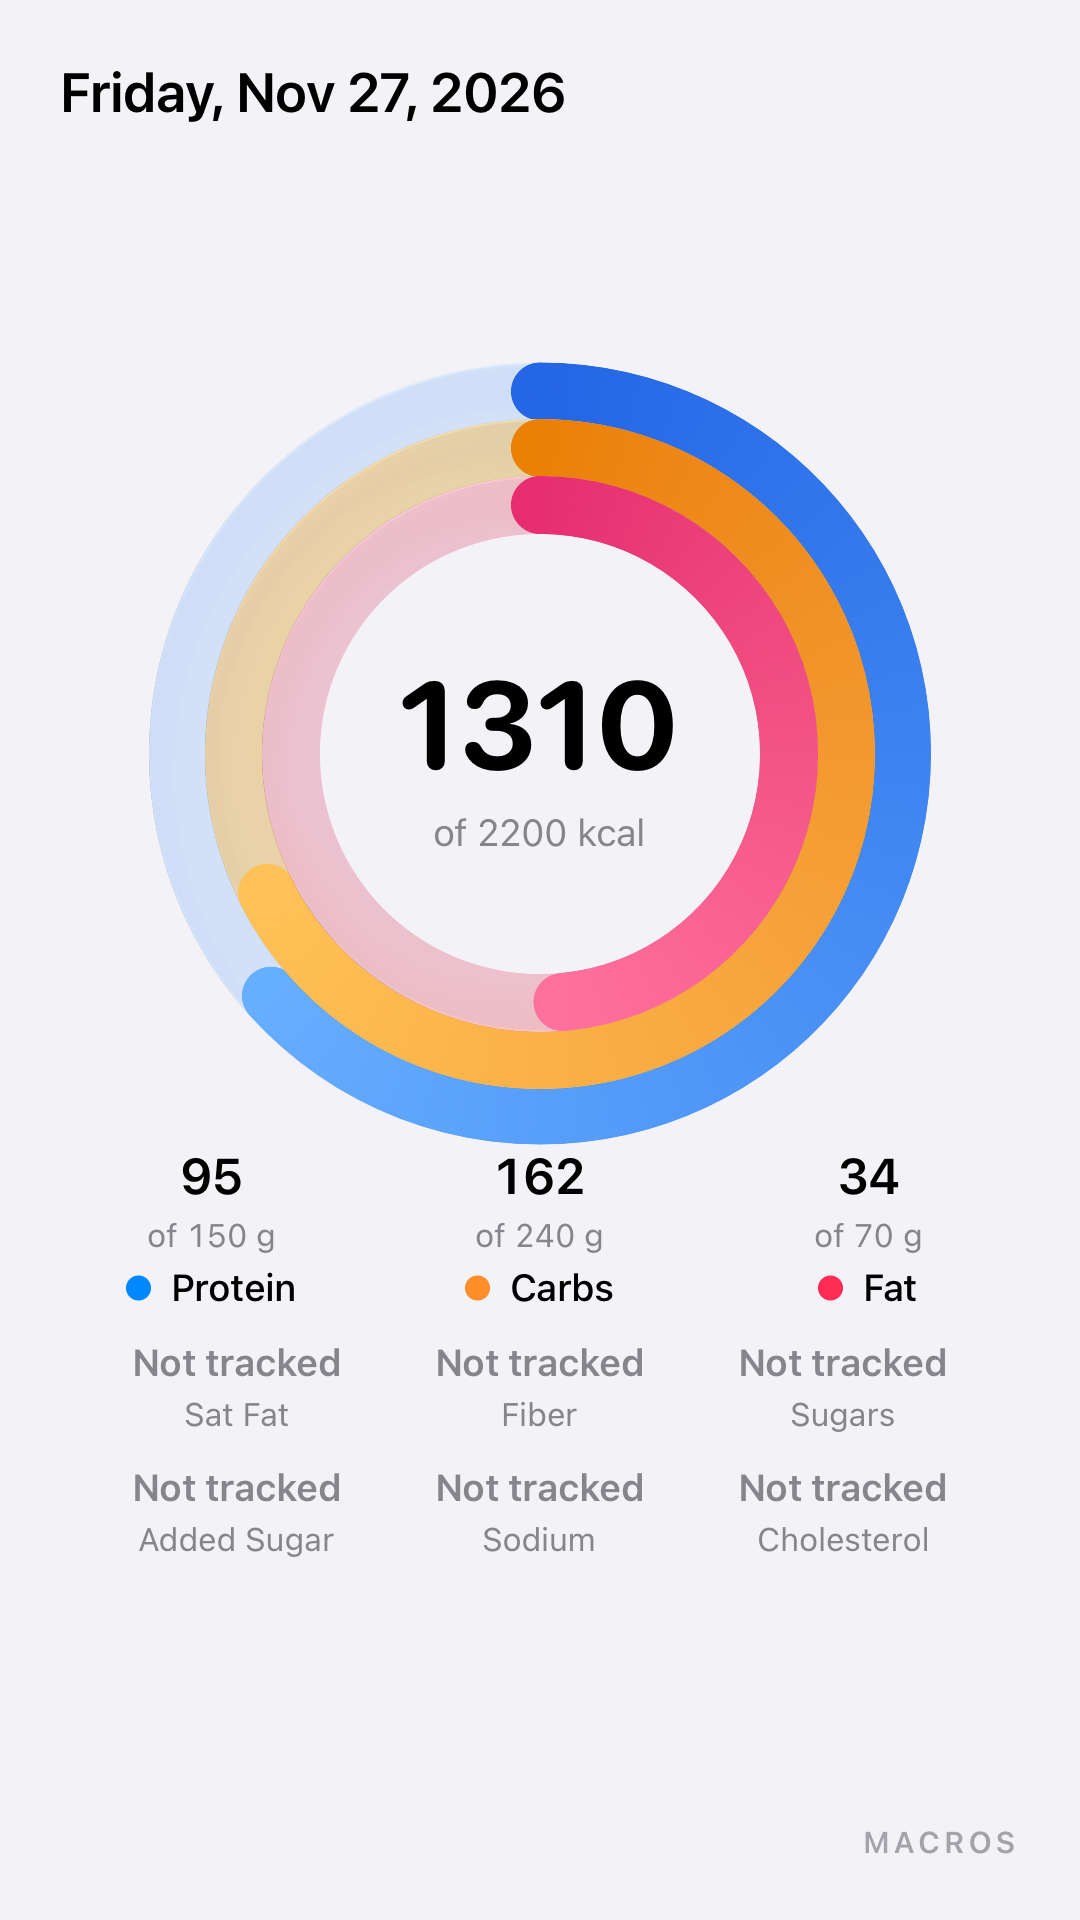 Friday, Nov 27, 2026
1310
of 2200 kcal
95 162 34
of 150 g of 240 g of 70 g
Protein Carbs Fat
Not tracked Not tracked Not tracked
Sat Fat Fiber Sugars
Not tracked Not tracked Not tracked
Added Sugar Sodium Cholesterol
MACROS